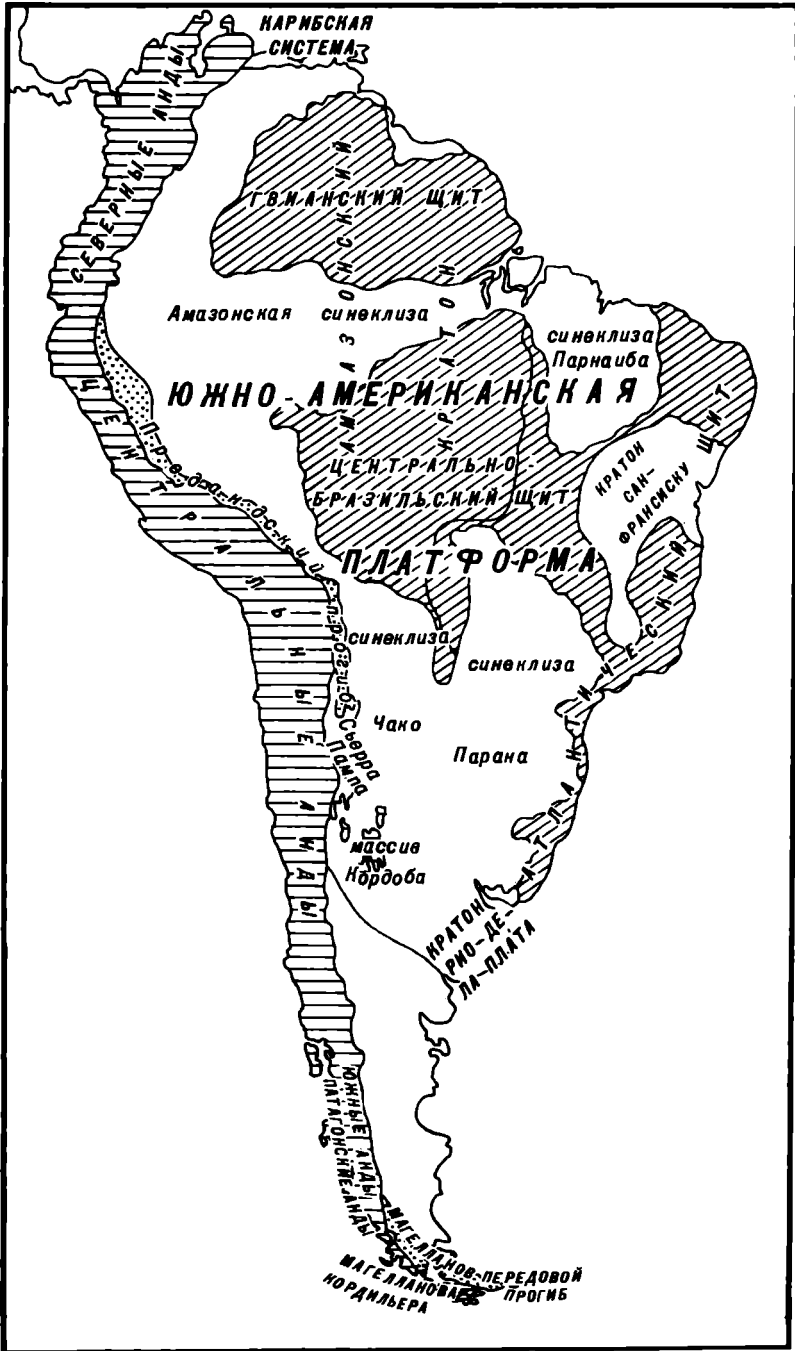 КАРИБСКАЯ
СИСТЕМА
СЕВЕРНЫЕ АНДЫ
ГВИАНСКИЙ ЩИТ
АМАЗОНСКИЙ
КРАТОН
Амазонская синеклиза
синеклиза
Парнаиба
ЮЖНО-АМЕРИКАНСКАЯ
ПЛАТФОРМА
ЦЕНТРАЛЬНО-
БРАЗИЛЬСКИЙ ЩИТ
КРАТОН
САН-
ФРАНСИСКУ
АТЛАНТИЧЕСКИЙ ЩИТ
Предандский прогиб
ЦЕНТРАЛЬНЫЕ АНДЫ
синеклиза
Чако
синеклиза
Парана
Сьерра
Пампа
массив
Кордоба
КРАТОН
РИО-ДЕ-
ЛА-ПЛАТА
ЮЖНЫЕ АНДЫ
ПАТАГОНСКИЕ АНДЫ
МАГЕЛЛАНОВ ПЕРЕДОВОЙ
ПРОГИБ
МАГЕЛЛАНОВА
КОРДИЛЬЕРА